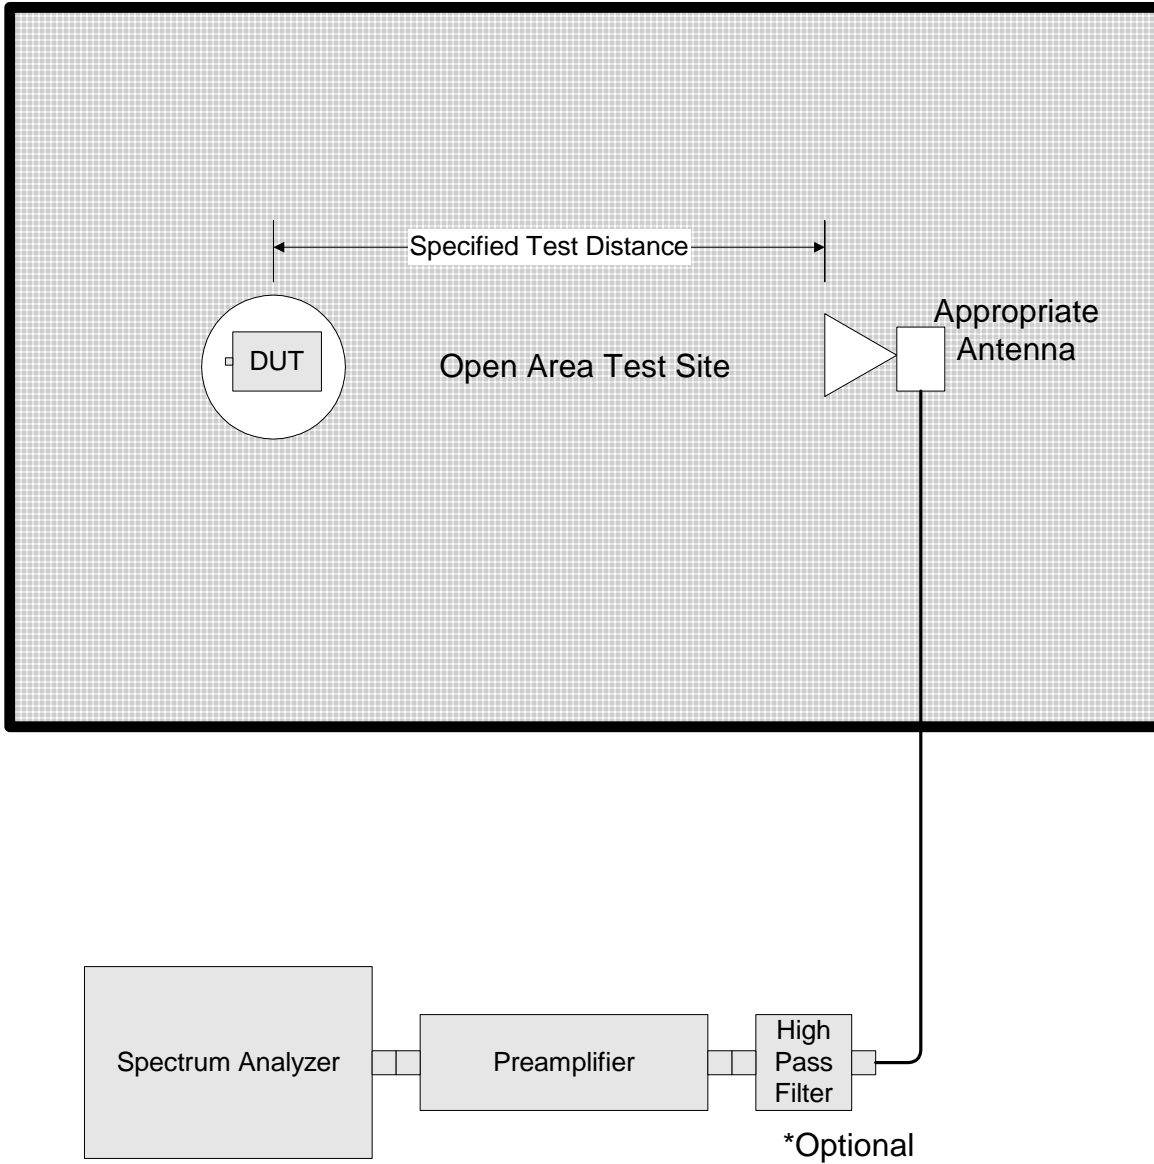 Specified Test Distance
Appropriate
Antenna
DUT
Open Area Test Site
Spectrum Analyzer
Preamplifier
High
Pass
Filter
*Optional